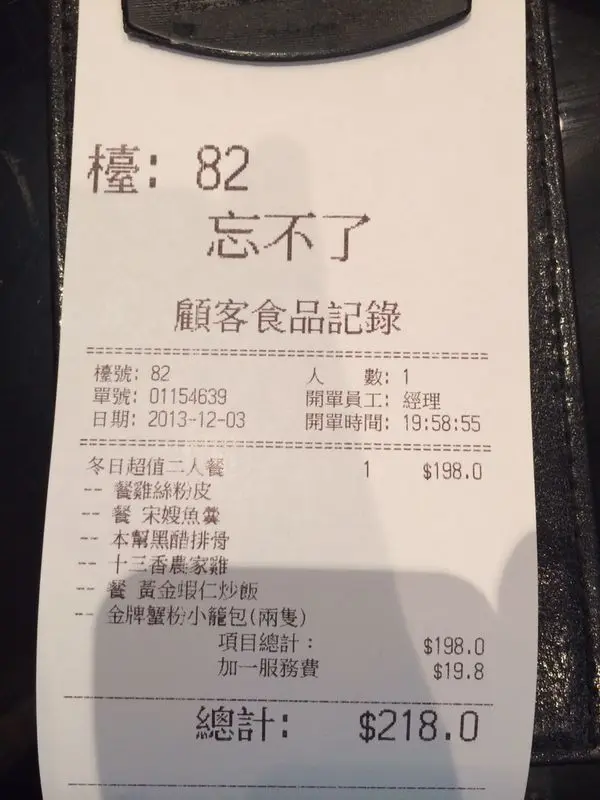 檯: 82
忘不了
顧客食品記錄
檯號: 82 人 數: 1
單號: 01154639 開單員工: 經理
日期: 2013-12-03 開單時間: 19:58:55
冬日超值二人餐 1 $198.0
-- 餐雞絲粉皮
-- 餐 宋嫂魚羹
-- 本幫黑醋排骨
-- 十三香農家雞
-- 餐 黃金蝦仁炒飯
-- 金牌蟹粉小籠包(兩隻)
項目總計: $198.0
加一服務費 $19.8
總計: $218.0